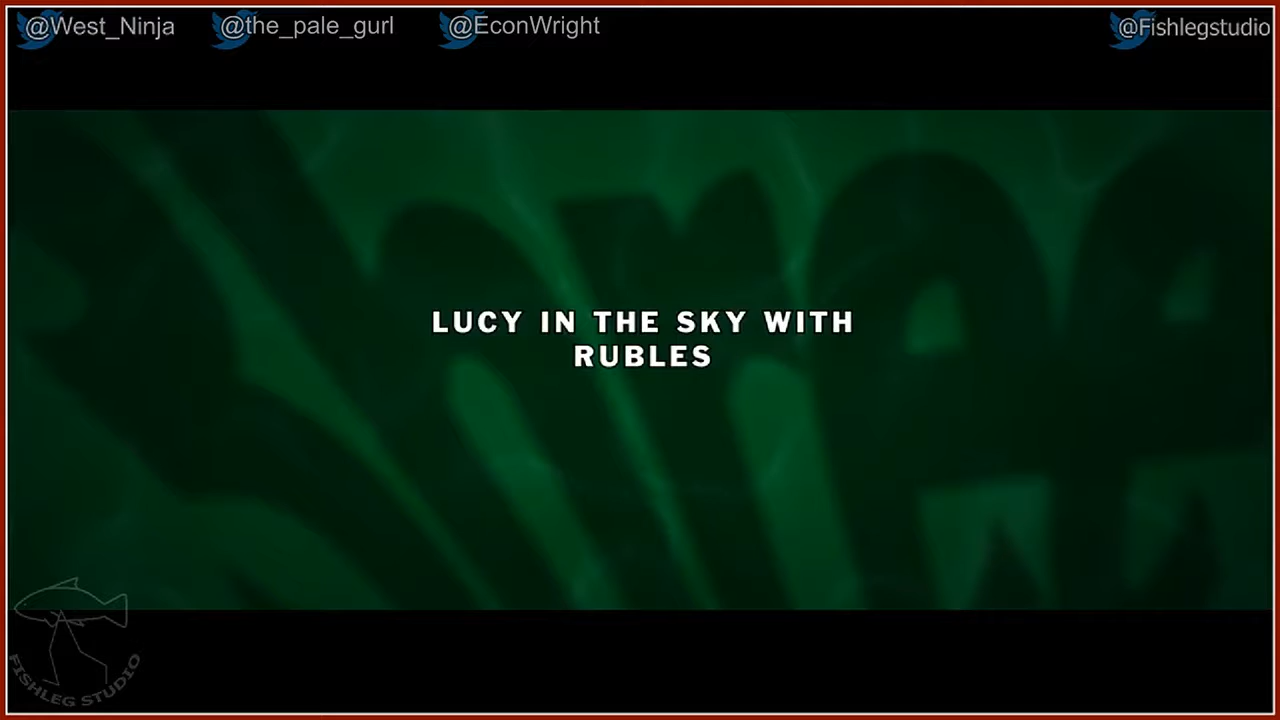 @West_Ninja @the_pale_gurl @EconWright @Fishlegstudio
LUCY IN THE SKY WITH
RUBLES
FISHLEG STUDIO